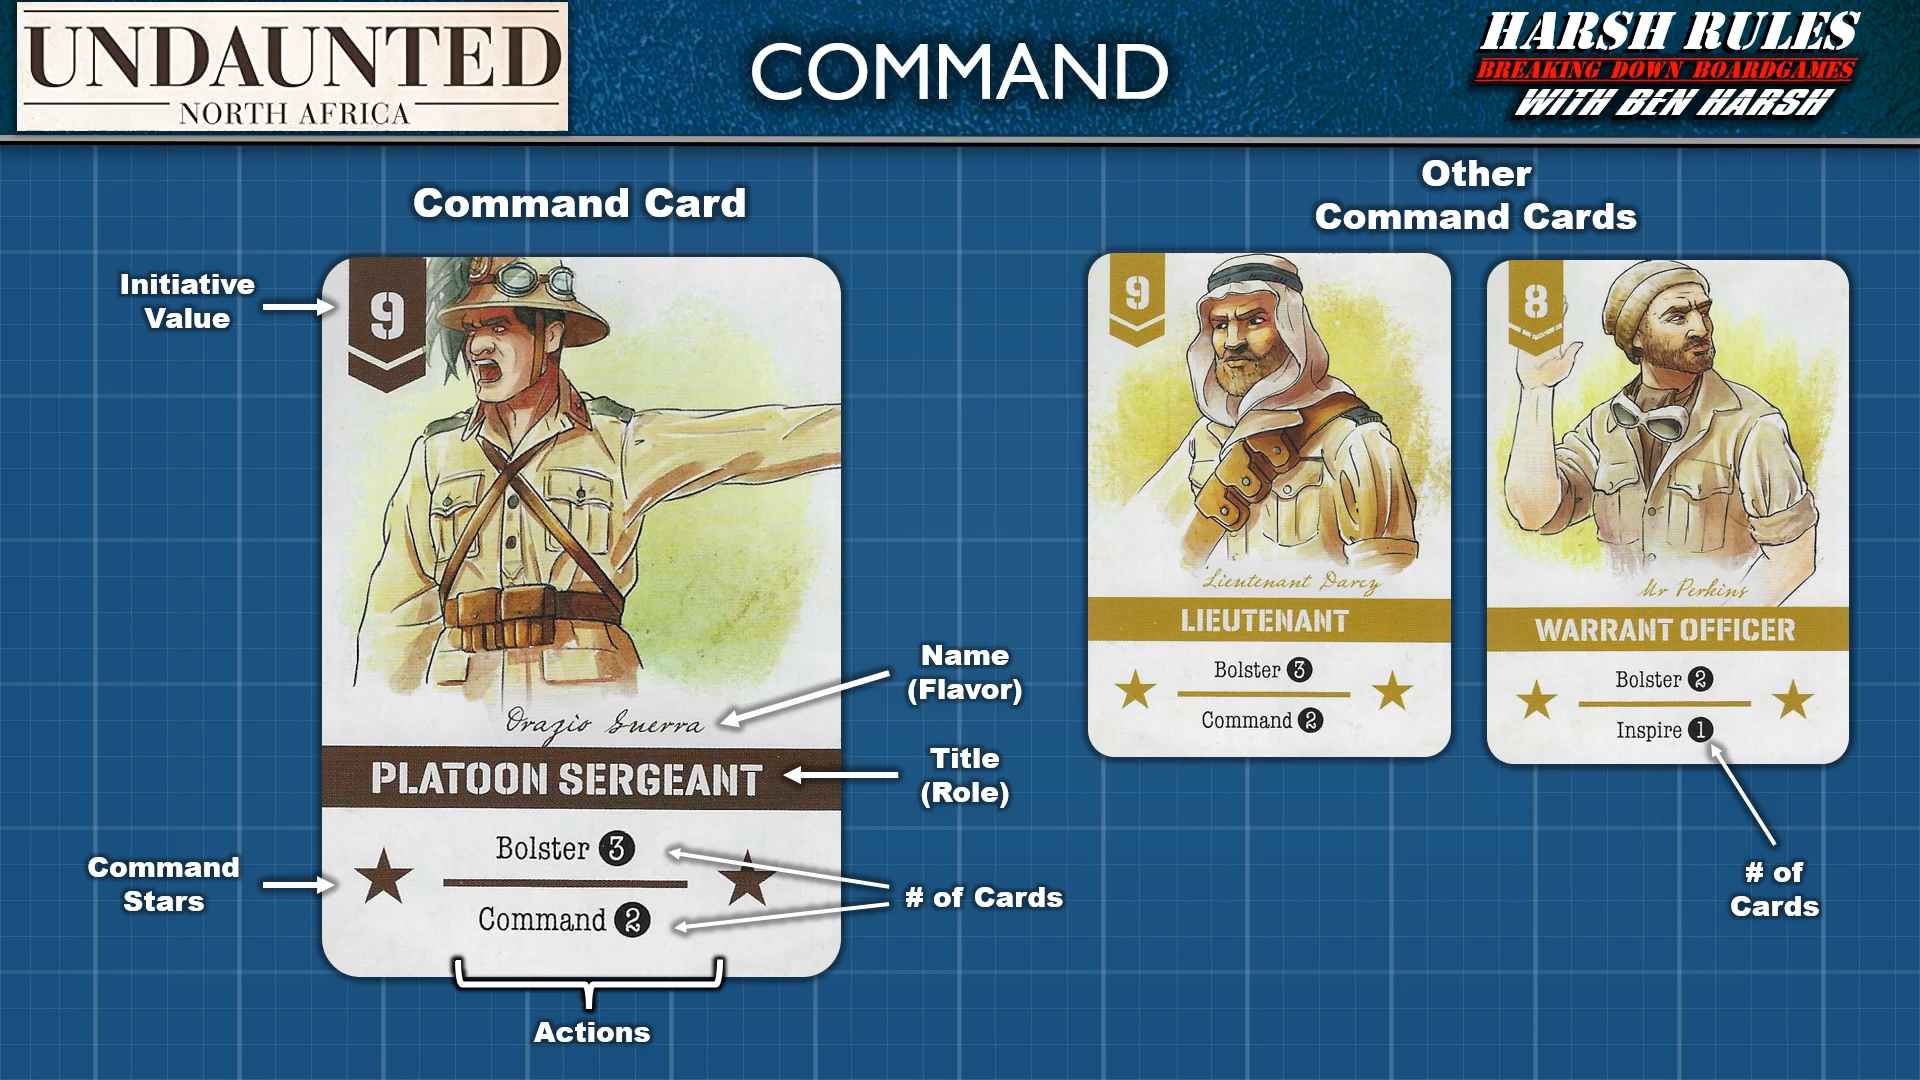 UNDAUNTED
NORTH AFRICA
COMMAND
HARSH RULES
BREAKING DOWN BOARDGAMES
WITH BEN HARSH
Command Card
Initiative
Value
9
Orazio Guerra
PLATOON SERGEANT
Bolster 3
Command 2
Name
(Flavor)
Title
(Role)
Command
Stars
# of Cards
Actions
Other
Command Cards
9
Lieutenant Darcy
LIEUTENANT
Bolster 3
Command 2
8
Mr Perkins
WARRANT OFFICER
Bolster 2
Inspire 1
# of
Cards